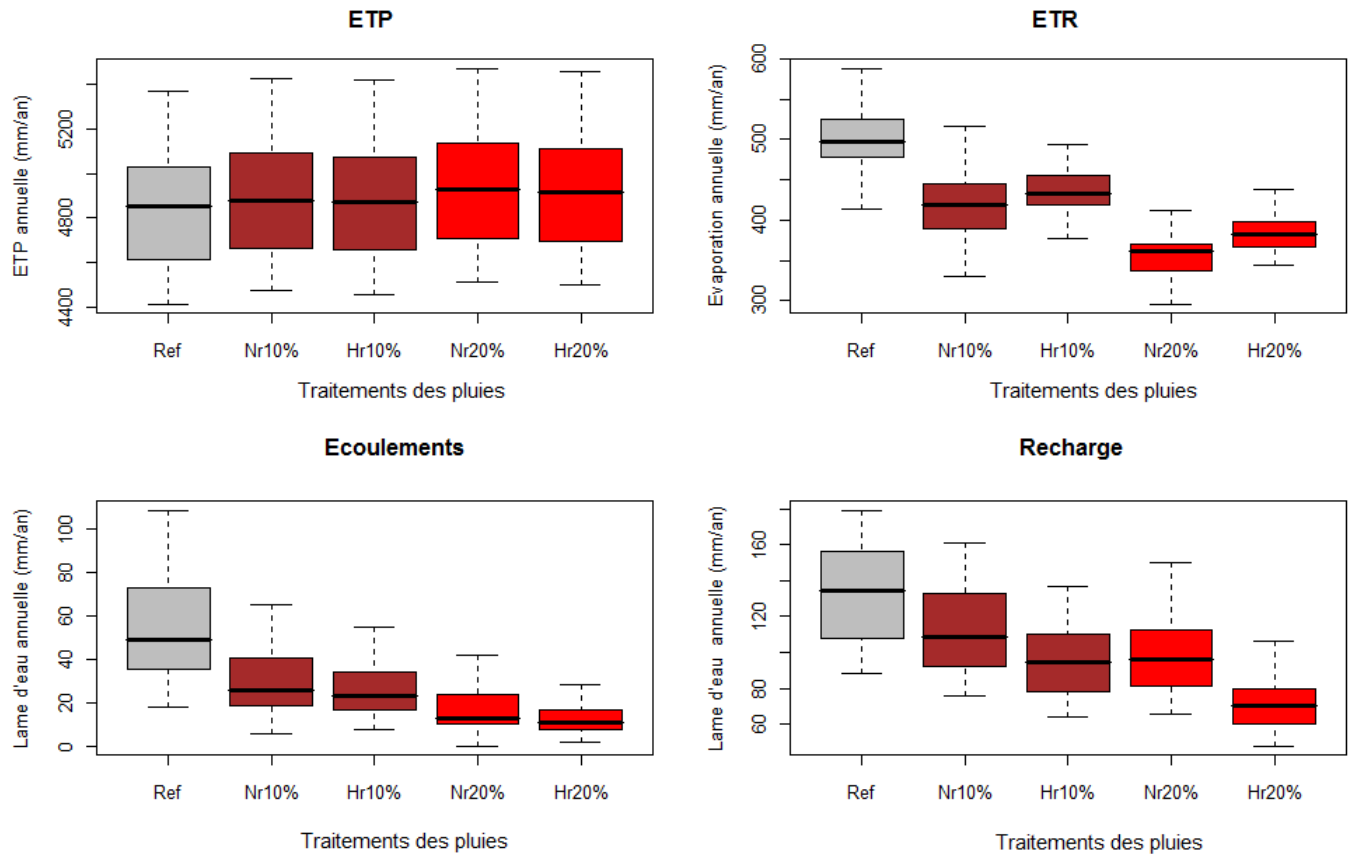 ETP
ETP annuelle (mm/an)
5200
4800
4400
Ref Nr10% Hr10% Nr20% Hr20%
Traitements des pluies
ETR
Evaporation annuelle (mm/an)
600
500
400
300
Ref Nr10% Hr10% Nr20% Hr20%
Traitements des pluies
Ecoulements
Lame d'eau annuelle (mm/an)
100
80
60
40
20
0
Ref Nr10% Hr10% Nr20% Hr20%
Traitements des pluies
Recharge
Lame d'eau annuelle (mm/an)
160
120
80
60
Ref Nr10% Hr10% Nr20% Hr20%
Traitements des pluies